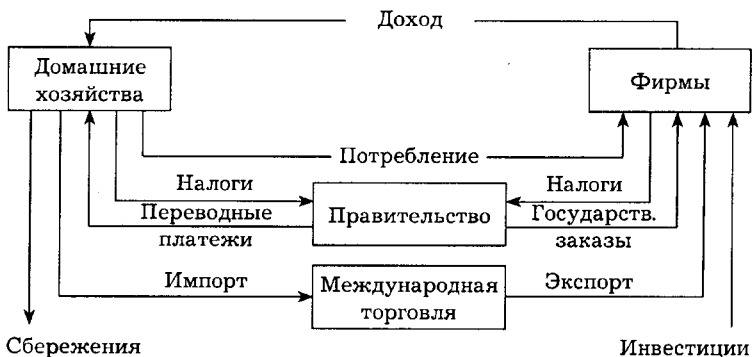 Доход
Домашние
хозяйства
Фирмы
Потребление
Налоги
Налоги
Переводные
платежи
Правительство
Государств.
заказы
Импорт
Международная
торговля
Экспорт
Сбережения
Инвестиции